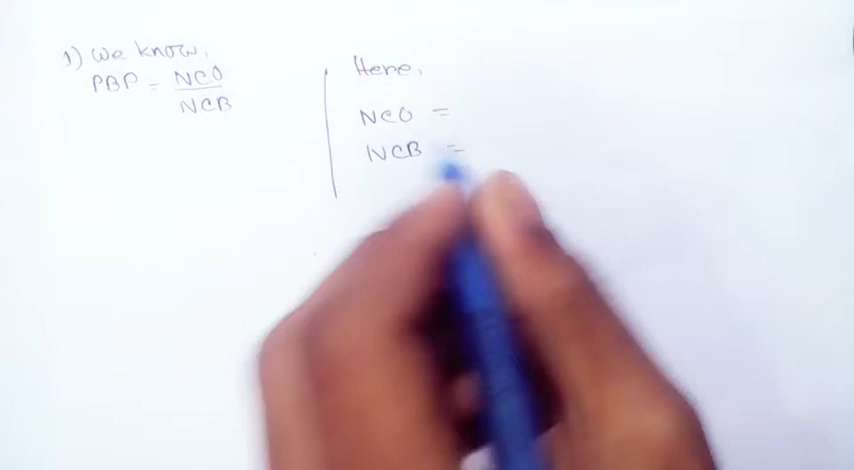 1) We know,
PBP = NCO
NCB
Here,
NCO =
NCB =